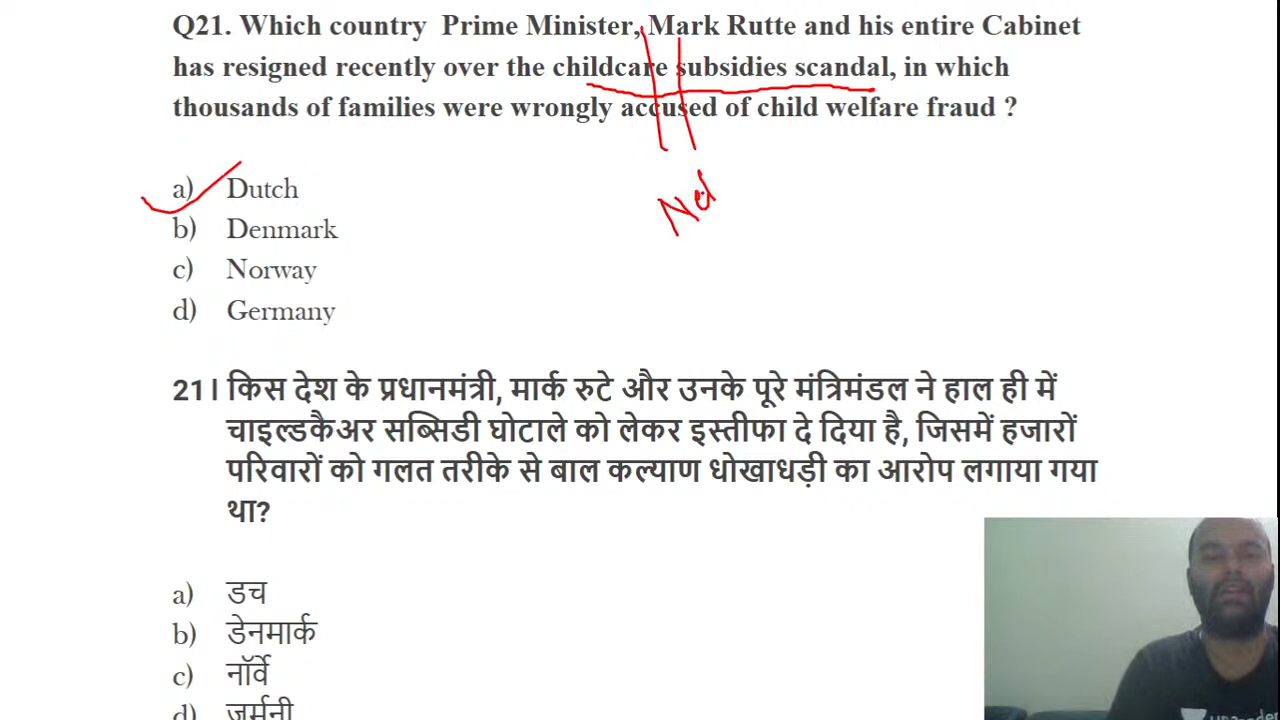 Q21. Which country Prime Minister, Mark Rutte and his entire Cabinet
has resigned recently over the childcare subsidies scandal, in which
thousands of families were wrongly accused of child welfare fraud ?
a) Dutch
Ned
b) Denmark
c) Norway
d) Germany
21। किस देश के प्रधानमंत्री, मार्क रुटे और उनके पूरे मंत्रिमंडल ने हाल ही में
चाइल्डकैअर सब्सिडी घोटाले को लेकर इस्तीफा दे दिया है, जिसमें हजारों
परिवारों को गलत तरीके से बाल कल्याण धोखाधड़ी का आरोप लगाया गया
था?
a) डच
b) डेनमार्क
c) नॉर्वे
d) जर्मनी